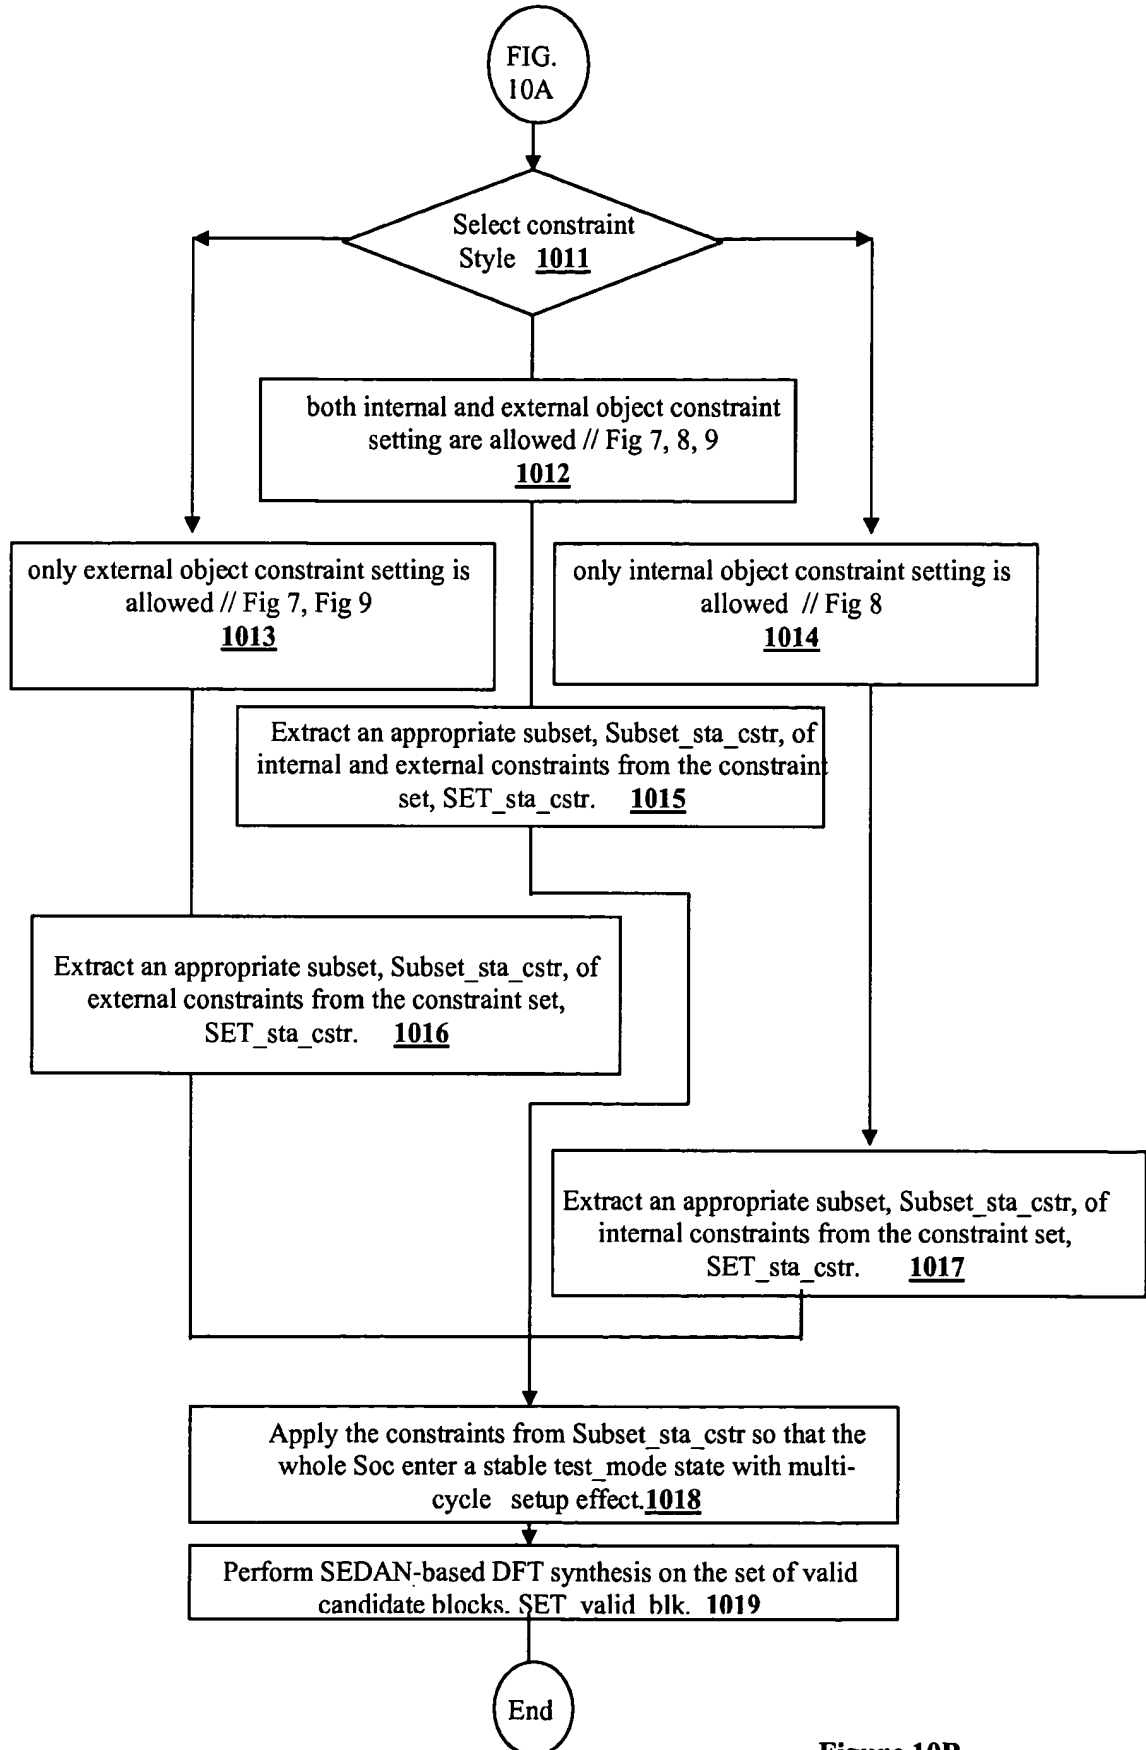 FIG.
10A
Select constraint
Style 1011
both internal and external object constraint
setting are allowed // Fig 7, 8, 9
1012
only external object constraint setting is
allowed // Fig 7, Fig 9
1013
only internal object constraint setting is
allowed // Fig 8
1014
Extract an appropriate subset, Subset_sta_cstr, of
internal and external constraints from the constraint
set, SET_sta_cstr. 1015
Extract an appropriate subset, Subset_sta_cstr, of
external constraints from the constraint set,
SET_sta_cstr. 1016
Extract an appropriate subset, Subset_sta_cstr, of
internal constraints from the constraint set,
SET_sta_cstr. 1017
Apply the constraints from Subset_sta_cstr so that the
whole Soc enter a stable test_mode state with multi-
cycle setup effect.1018
Perform SEDAN-based DFT synthesis on the set of valid
candidate blocks. SET_valid_blk. 1019
End
Figure 10B